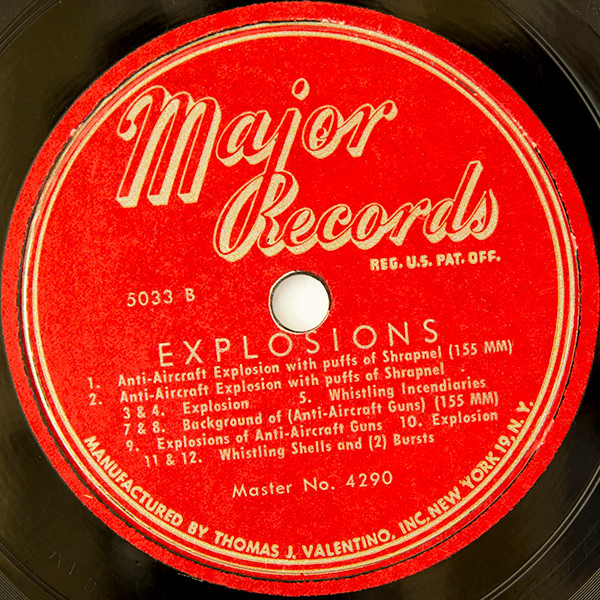 Major
Records
REG. U.S. PAT. OFF.
5033 B
EXPLOSIONS
1. Anti-Aircraft Explosion with puffs of Shrapnel (155 MM)
2. Anti-Aircraft Explosion with puffs of Shrapnel
3 & 4. Explosion 5. Whistling Incendiaries
7 & 8. Background of (Anti-Aircraft Guns) (155 MM)
9. Explosions of Anti-Aircraft Guns 10. Explosion
11 & 12. Whistling Shells and (2) Bursts
Master No. 4290
MANUFACTURED BY THOMAS J. VALENTINO, INC. NEW YORK 19, N.Y.